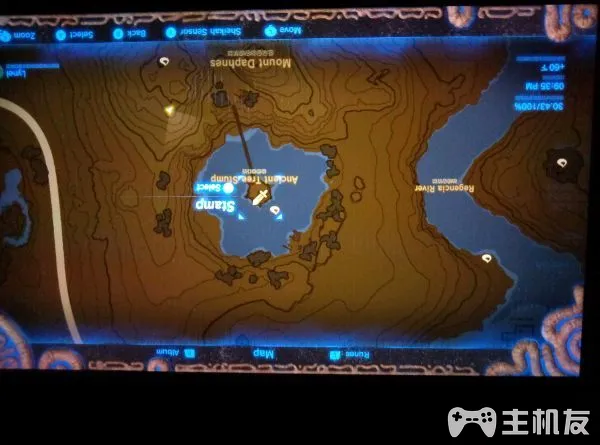 Runes
Map
Album
Stamp
Select
Regencia River
Ancient Tree Stump
30.43/100%
09:35 PM
+60 °F
Mount Daphnes
Lynel
Move
Sheikah Sensor
Back
Select
Zoom
主机友